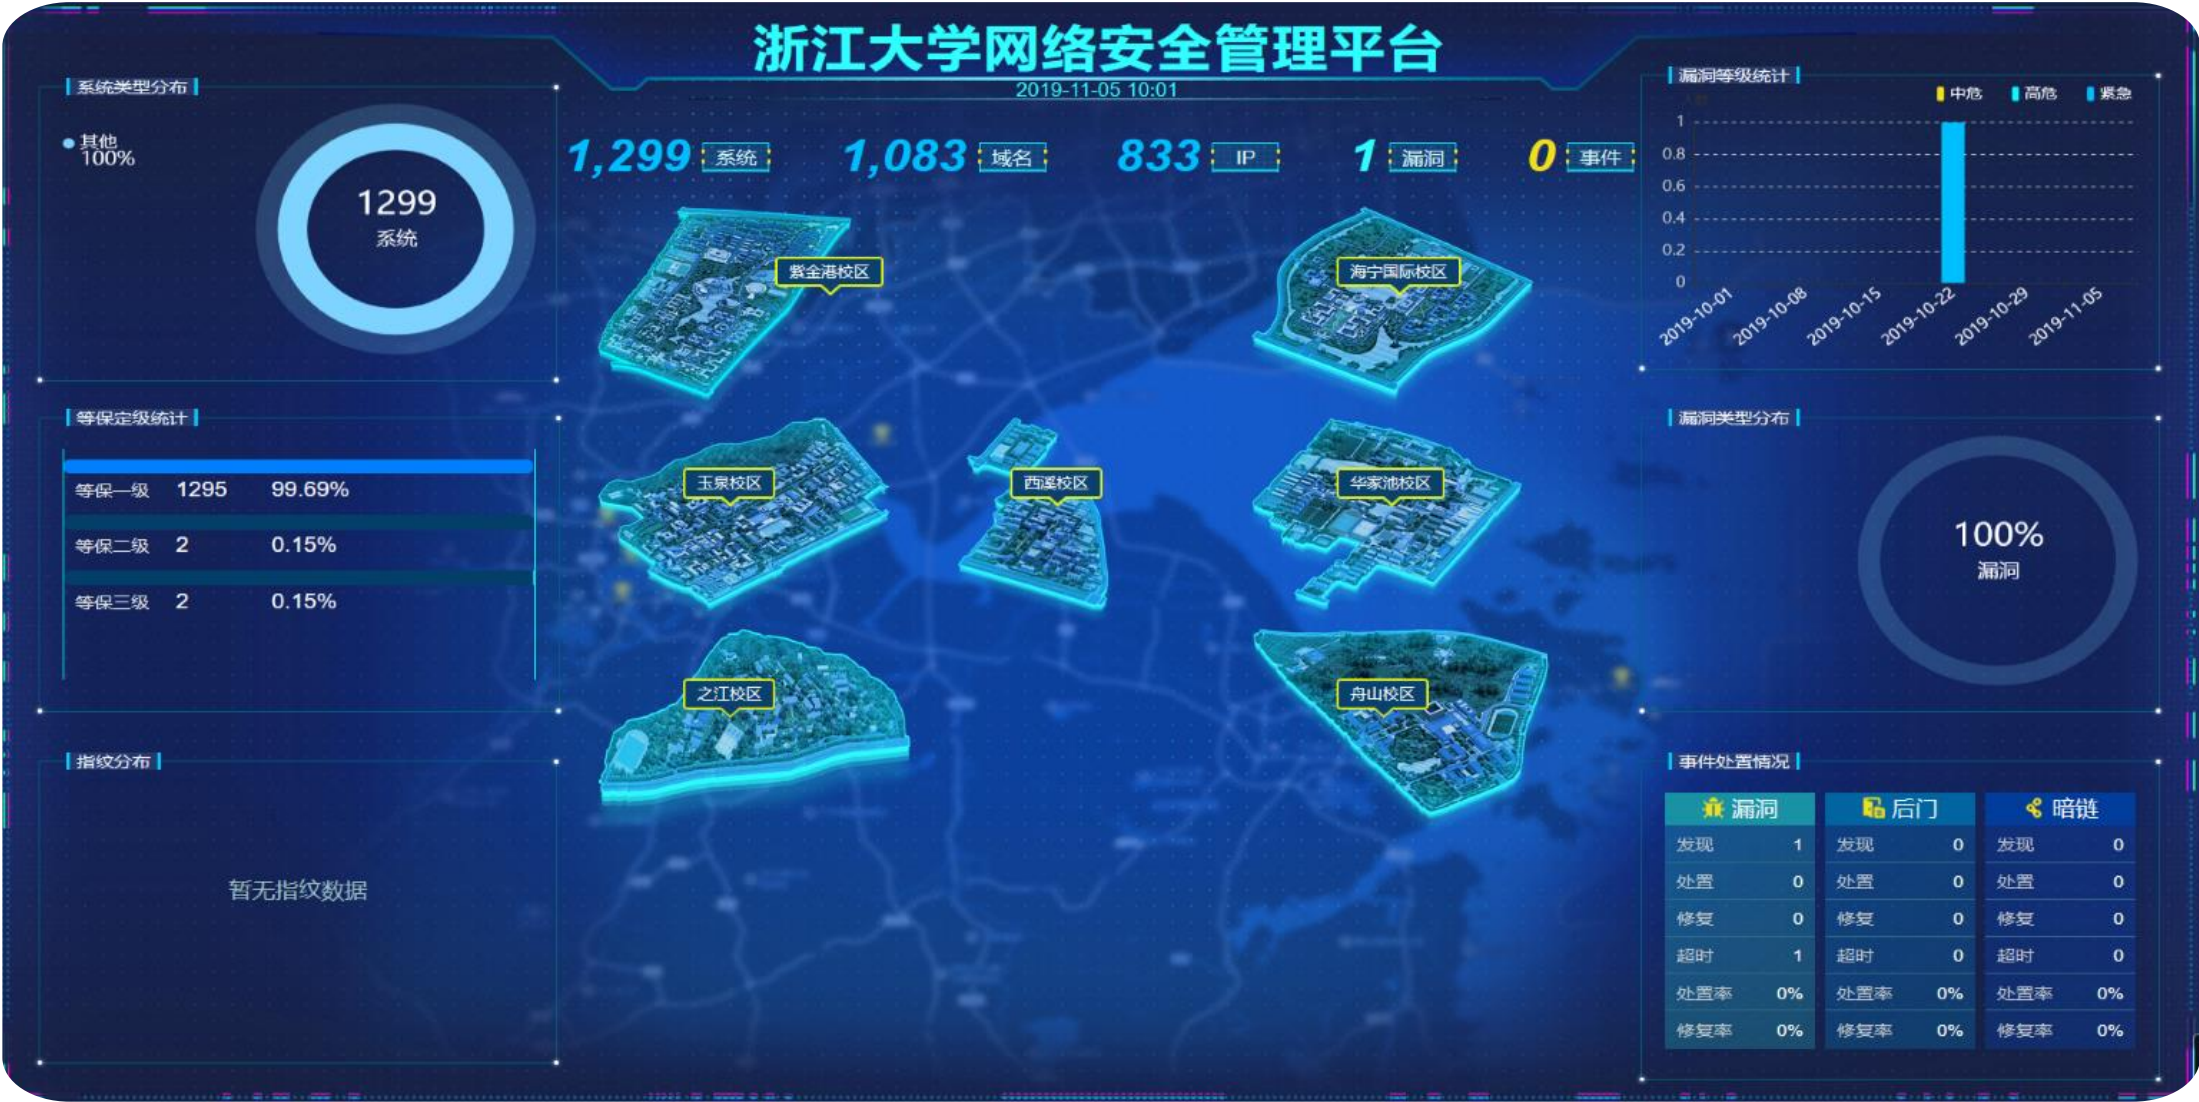 浙江大学网络安全管理平台
2019-11-05 10:01
1,299 系统 1,083 域名 833 IP 1 漏洞 0 事件
系统类型分布
其他
100%
1299
系统
等保定级统计
等保一级 1295 99.69%
等保二级 2 0.15%
等保三级 2 0.15%
指纹分布
暂无指纹数据
紫金港校区
海宁国际校区
玉泉校区
西溪校区
华家池校区
之江校区
舟山校区
漏洞等级统计
中危 高危 紧急
1
0.8
0.6
0.4
0.2
0
2019-10-01 2019-10-08 2019-10-15 2019-10-22 2019-10-29 2019-11-05
漏洞类型分布
100%
漏洞
事件处置情况
漏洞 后门 暗链
发现 1 发现 0 发现 0
处置 0 处置 0 处置 0
修复 0 修复 0 修复 0
超时 1 超时 0 超时 0
处置率 0% 处置率 0% 处置率 0%
修复率 0% 修复率 0% 修复率 0%